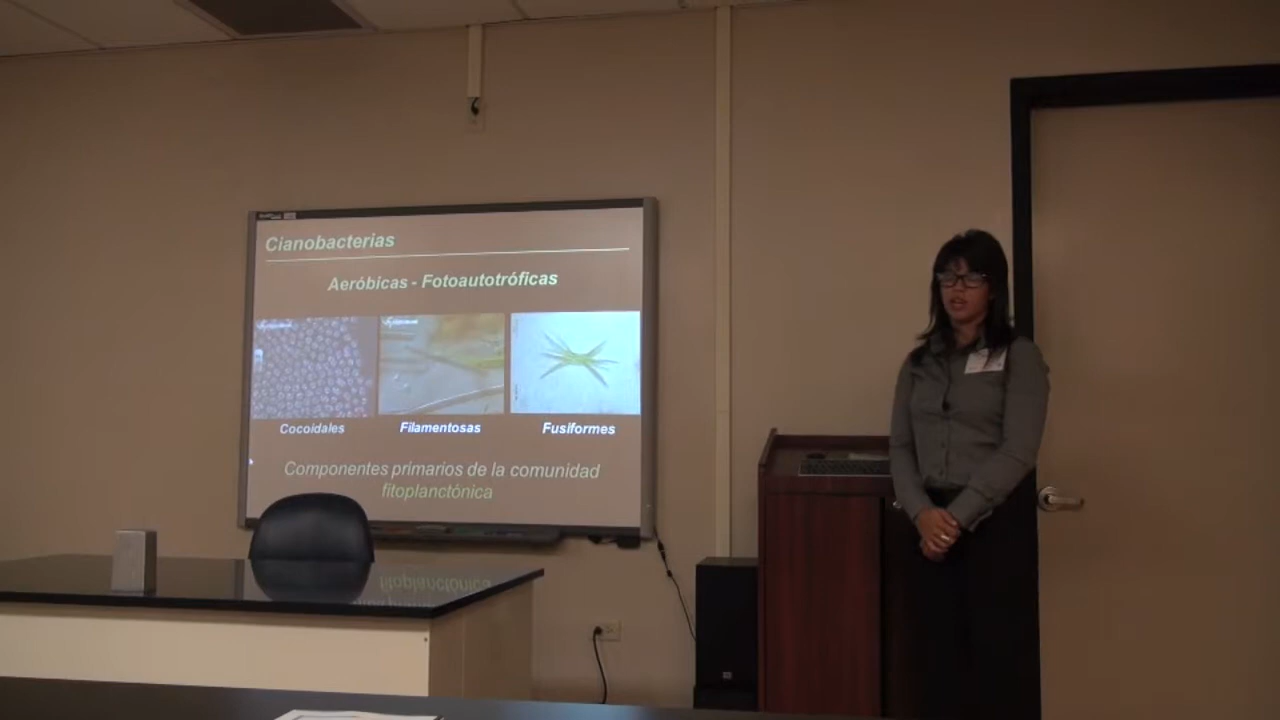 Cianobacterias
Aeróbicas - Fotoautotróficas
Cocoidales
Filamentosas
Fusiformes
Componentes primarios de la comunidad
fitoplanctónica